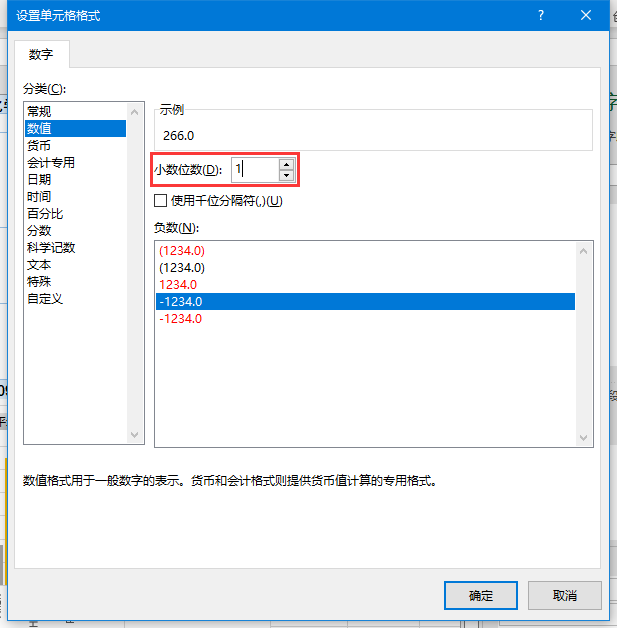 设置单元格格式
?
数字
分类(C):
常规
数值
货币
会计专用
日期
时间
百分比
分数
科学记数
文本
特殊
自定义
示例
266.0
小数位数(D): 1
使用千位分隔符(,)(U)
负数(N):
(1234.0)
(1234.0)
1234.0
-1234.0
-1234.0
数值格式用于一般数字的表示。货币和会计格式则提供货币值计算的专用格式。
确定
取消